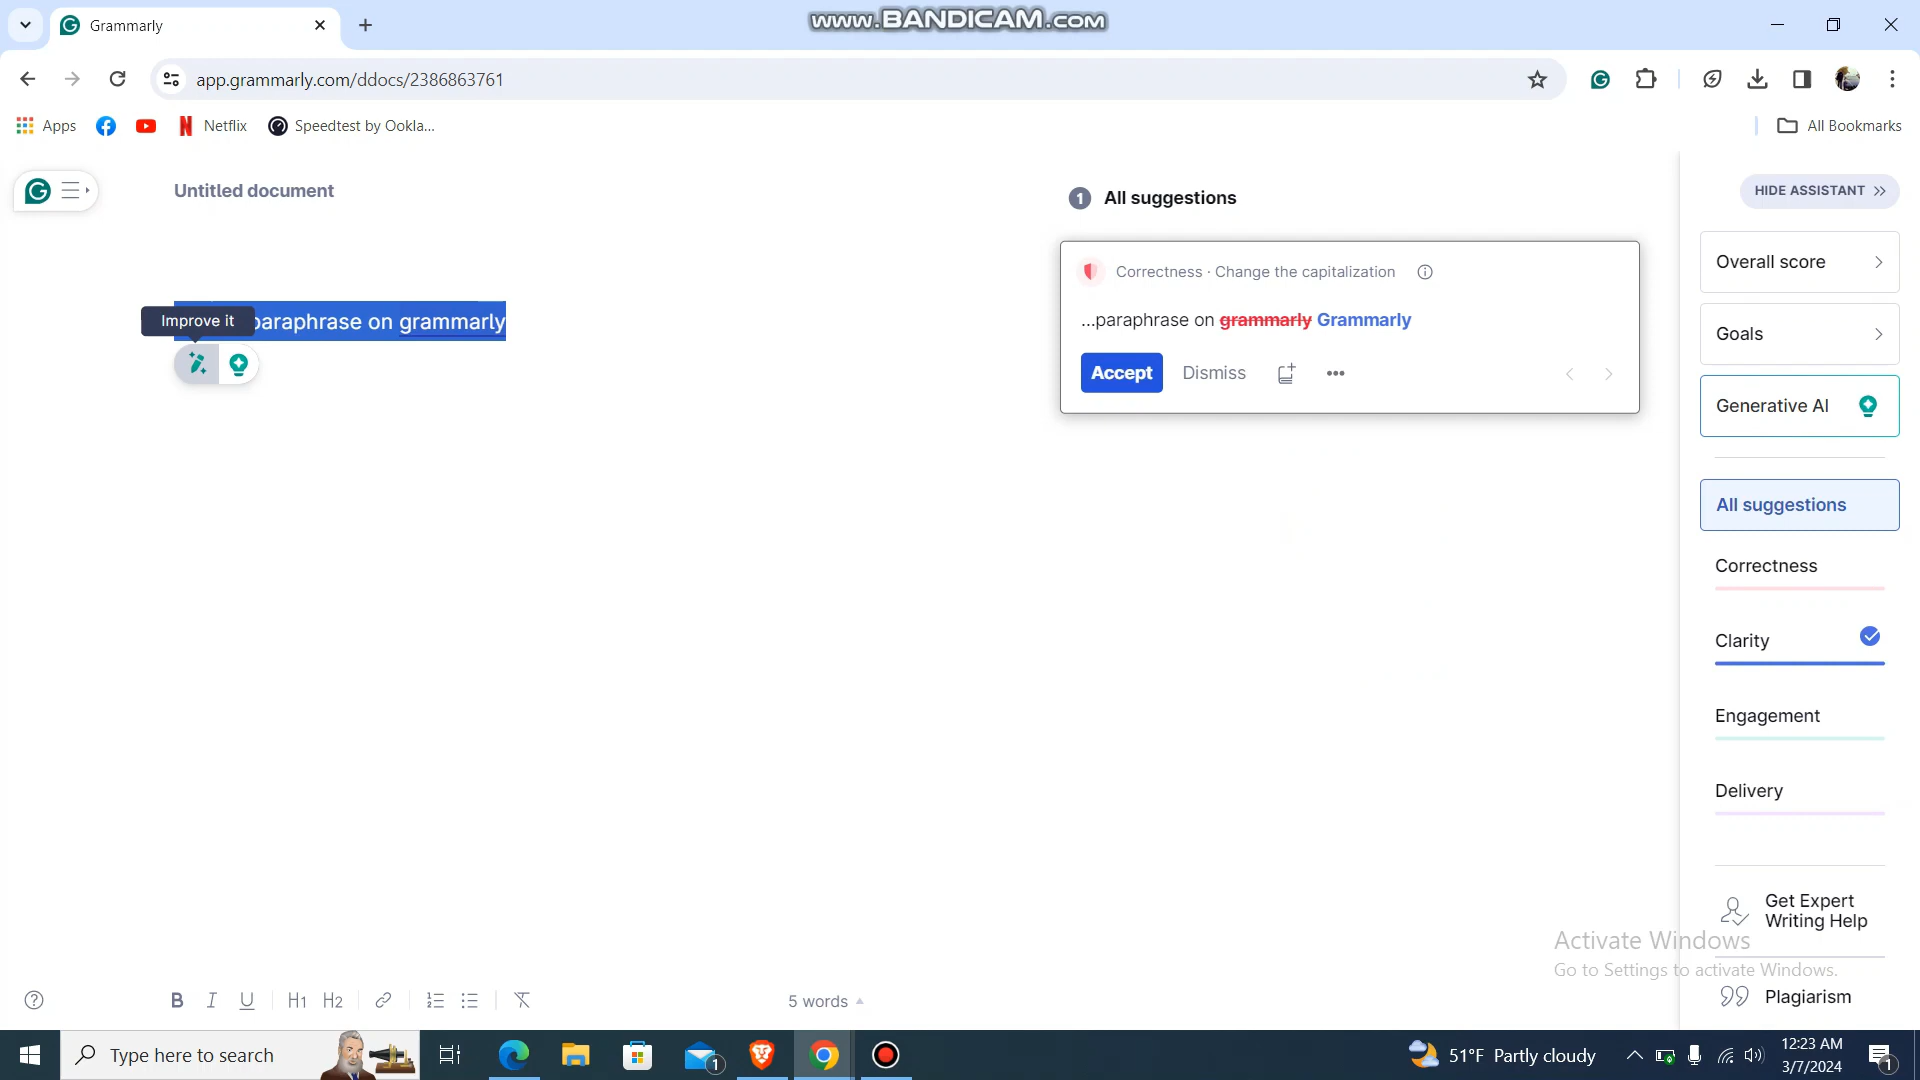 Grammarly
www.BANDICAM.com
app.grammarly.com/ddocs/2386863761
Apps
Netflix
Speedtest by Ookla...
All Bookmarks
Untitled document
1 All suggestions
HIDE ASSISTANT
Correctness · Change the capitalization
Overall score
Improve it
paraphrase on grammarly
...paraphrase on grammarly Grammarly
Goals
Accept Dismiss
Generative AI
All suggestions
Correctness
Clarity
Engagement
Delivery
Get Expert
Writing Help
Activate Windows
Go to Settings to activate Windows.
Plagiarism
B I U H1 H2
5 words
Type here to search
1
51°F Partly cloudy
12:23 AM
3/7/2024
1